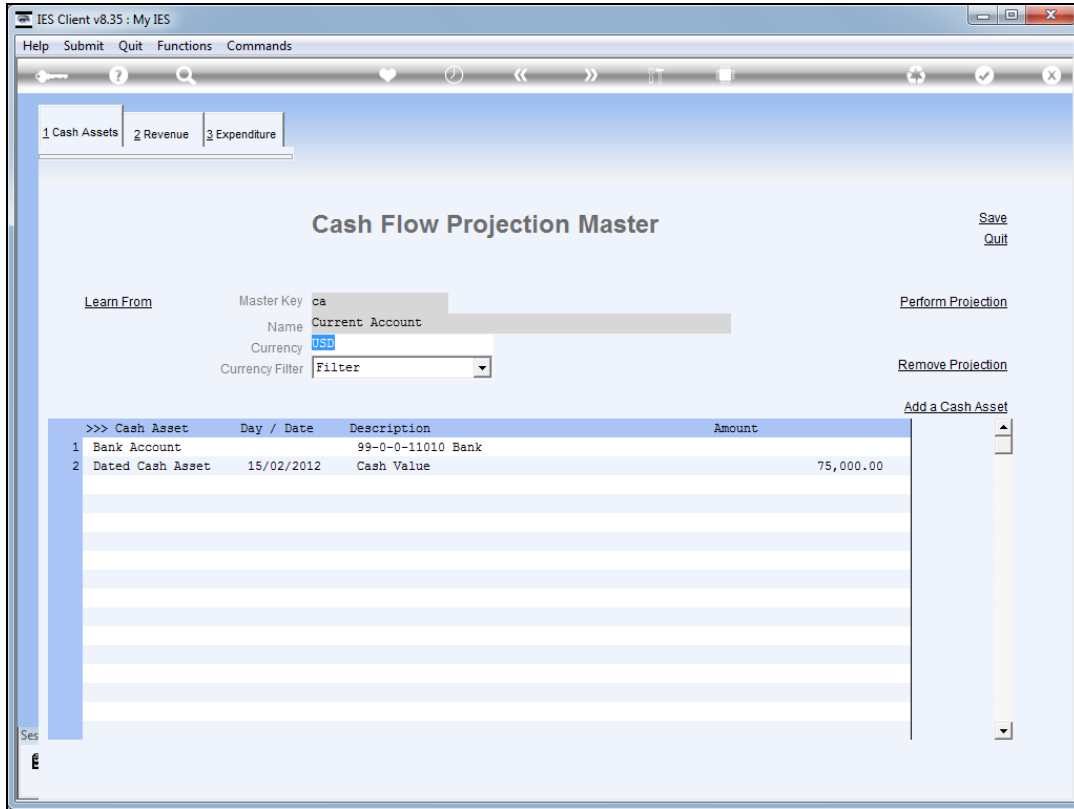 IES Client v8.35 : My IES
Help Submit Quit Functions Commands
1 Cash Assets 2 Revenue 3 Expenditure
Cash Flow Projection Master
Save
Quit
Learn From Master Key ca Perform Projection
Name Current Account
Currency USD
Currency Filter Filter Remove Projection
Add a Cash Asset
>>> Cash Asset Day / Date Description Amount
1 Bank Account 99-0-0-11010 Bank
2 Dated Cash Asset 15/02/2012 Cash Value 75,000.00
Ses